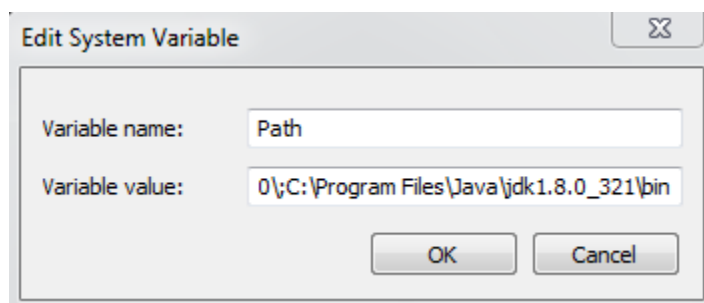 Edit System Variable
Variable name: Path
Variable value: 0\;C:\Program Files\Java\jdk1.8.0_321\bin
OK Cancel